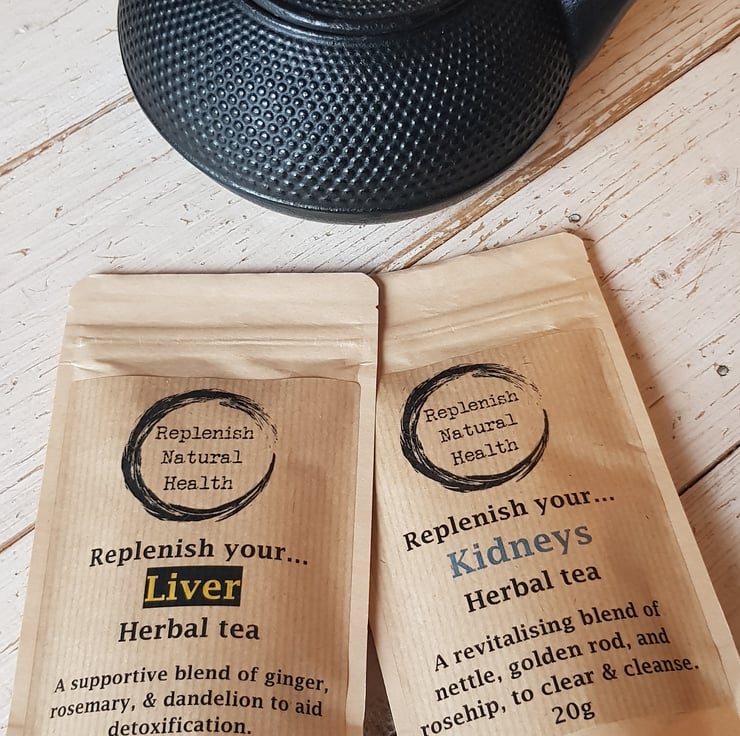 Replenish
Natural
Health
Replenish your...
Liver
Herbal tea
A supportive blend of ginger,
rosemary, & dandelion to aid
detoxification.
Replenish
Natural
Health
Replenish your...
Kidneys
Herbal tea
A revitalising blend of
nettle, golden rod, and
rosehip, to clear & cleanse.
20g